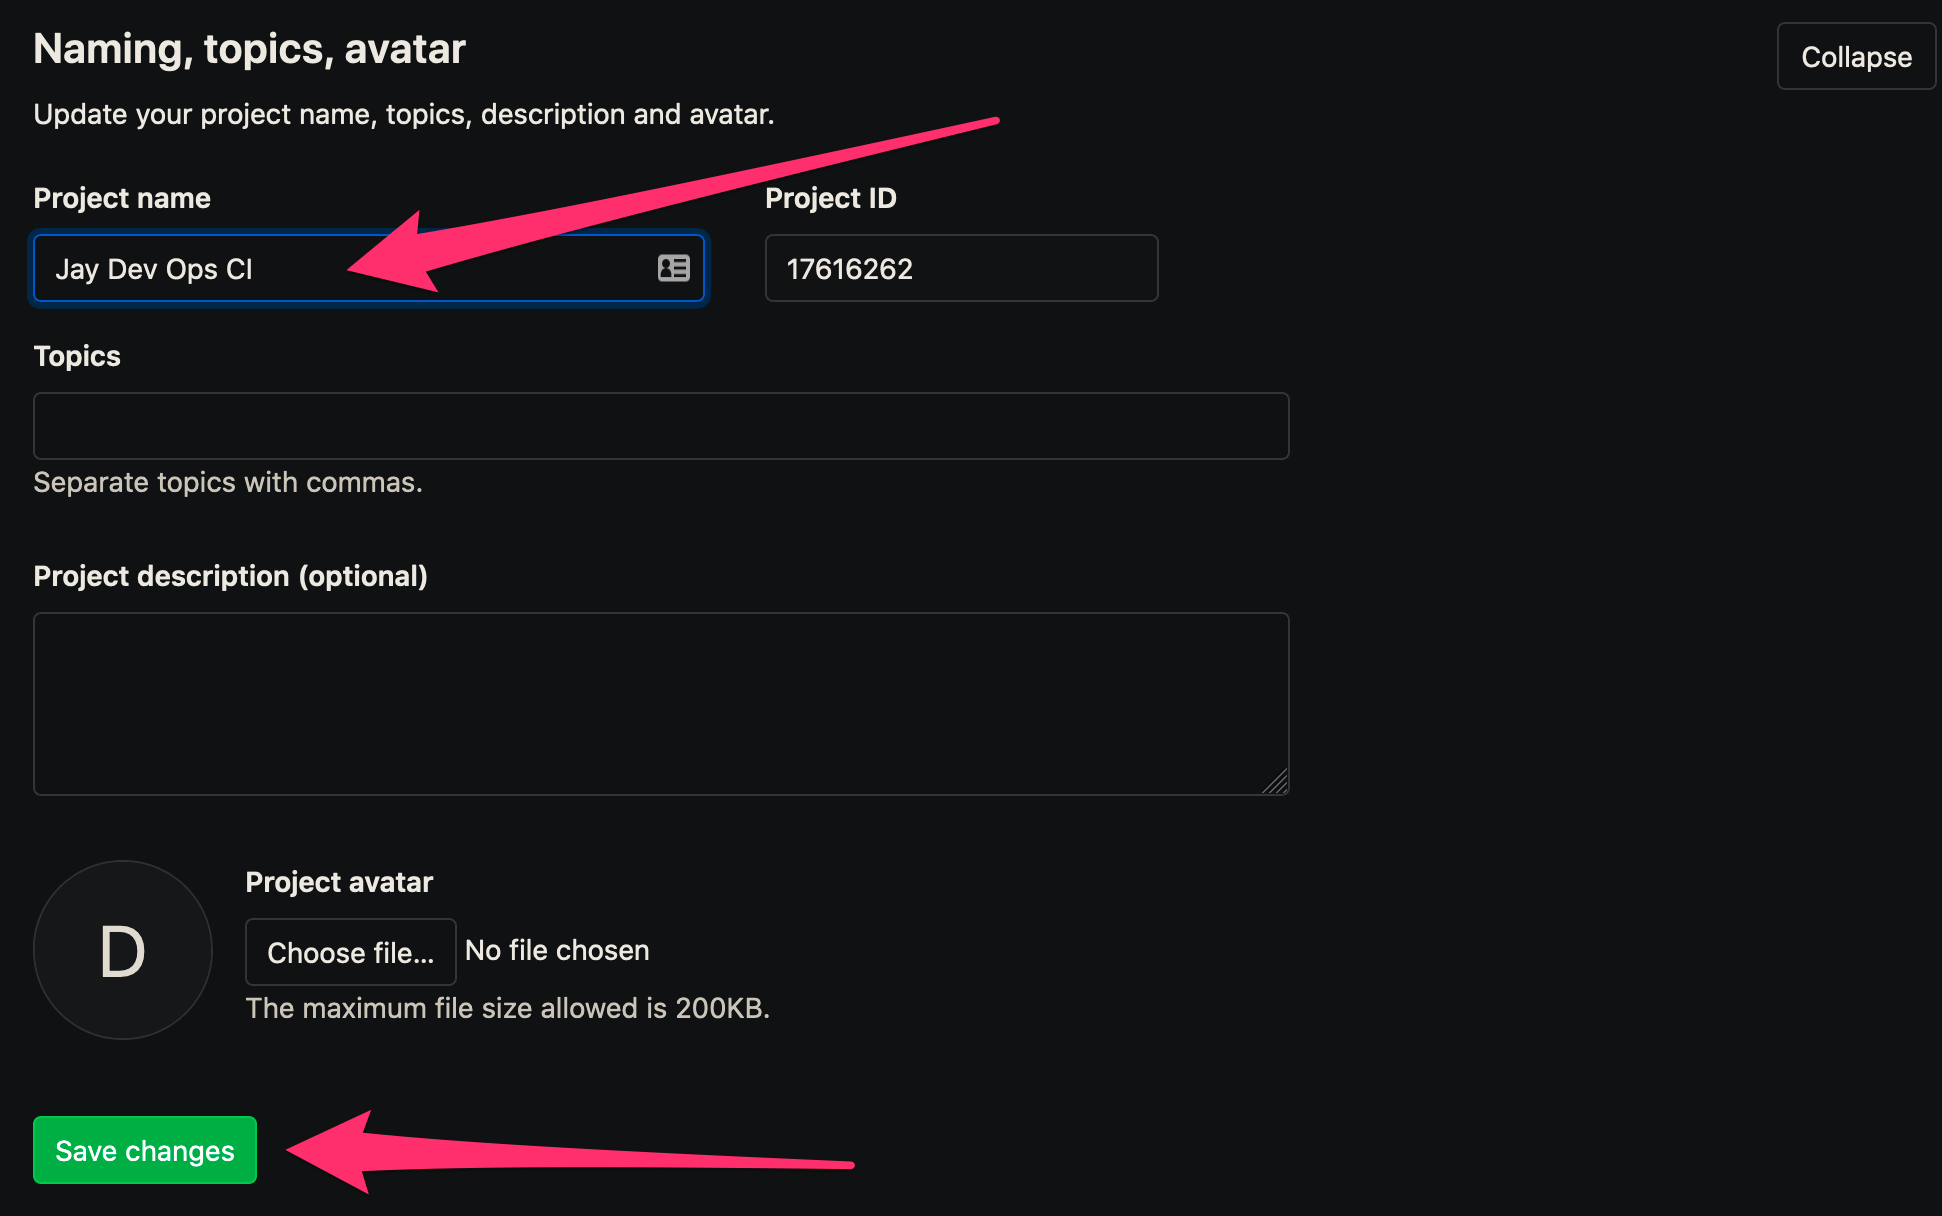 Naming, topics, avatar
Collapse
Update your project name, topics, description and avatar.
Project name
Project ID
Jay Dev Ops CI
17616262
Topics
Separate topics with commas.
Project description (optional)
D
Project avatar
Choose file...
No file chosen
The maximum file size allowed is 200KB.
Save changes